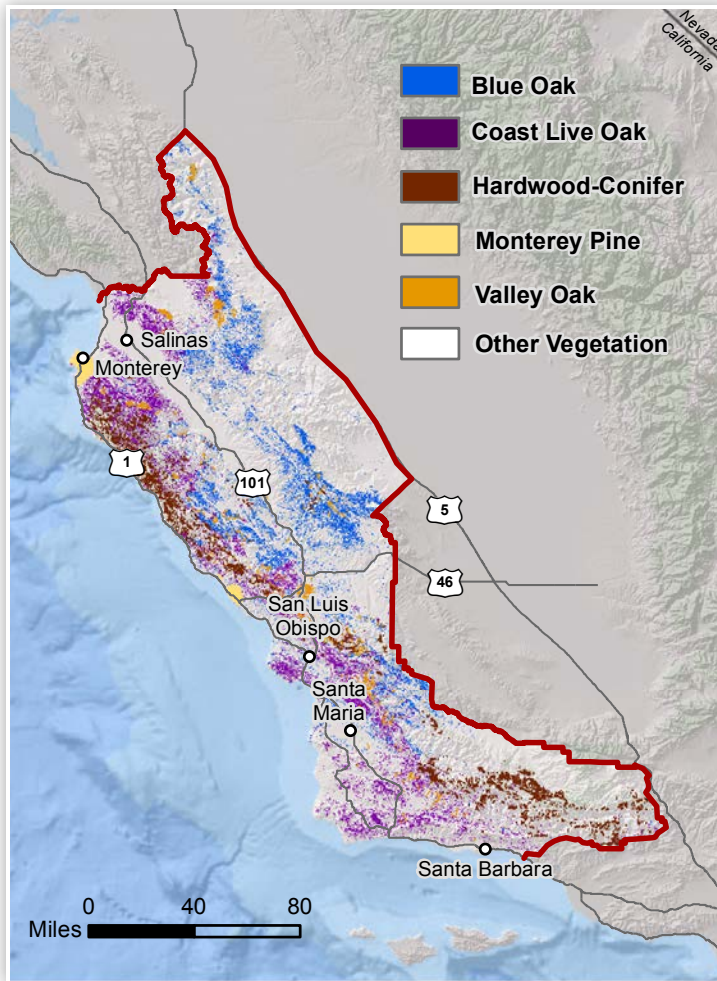 Nevada
California
Blue Oak
Coast Live Oak
Hardwood-Conifer
Monterey Pine
Valley Oak
Other Vegetation
Salinas
Monterey
1
101
5
46
San Luis
Obispo
Santa
Maria
Santa Barbara
0 40 80
Miles